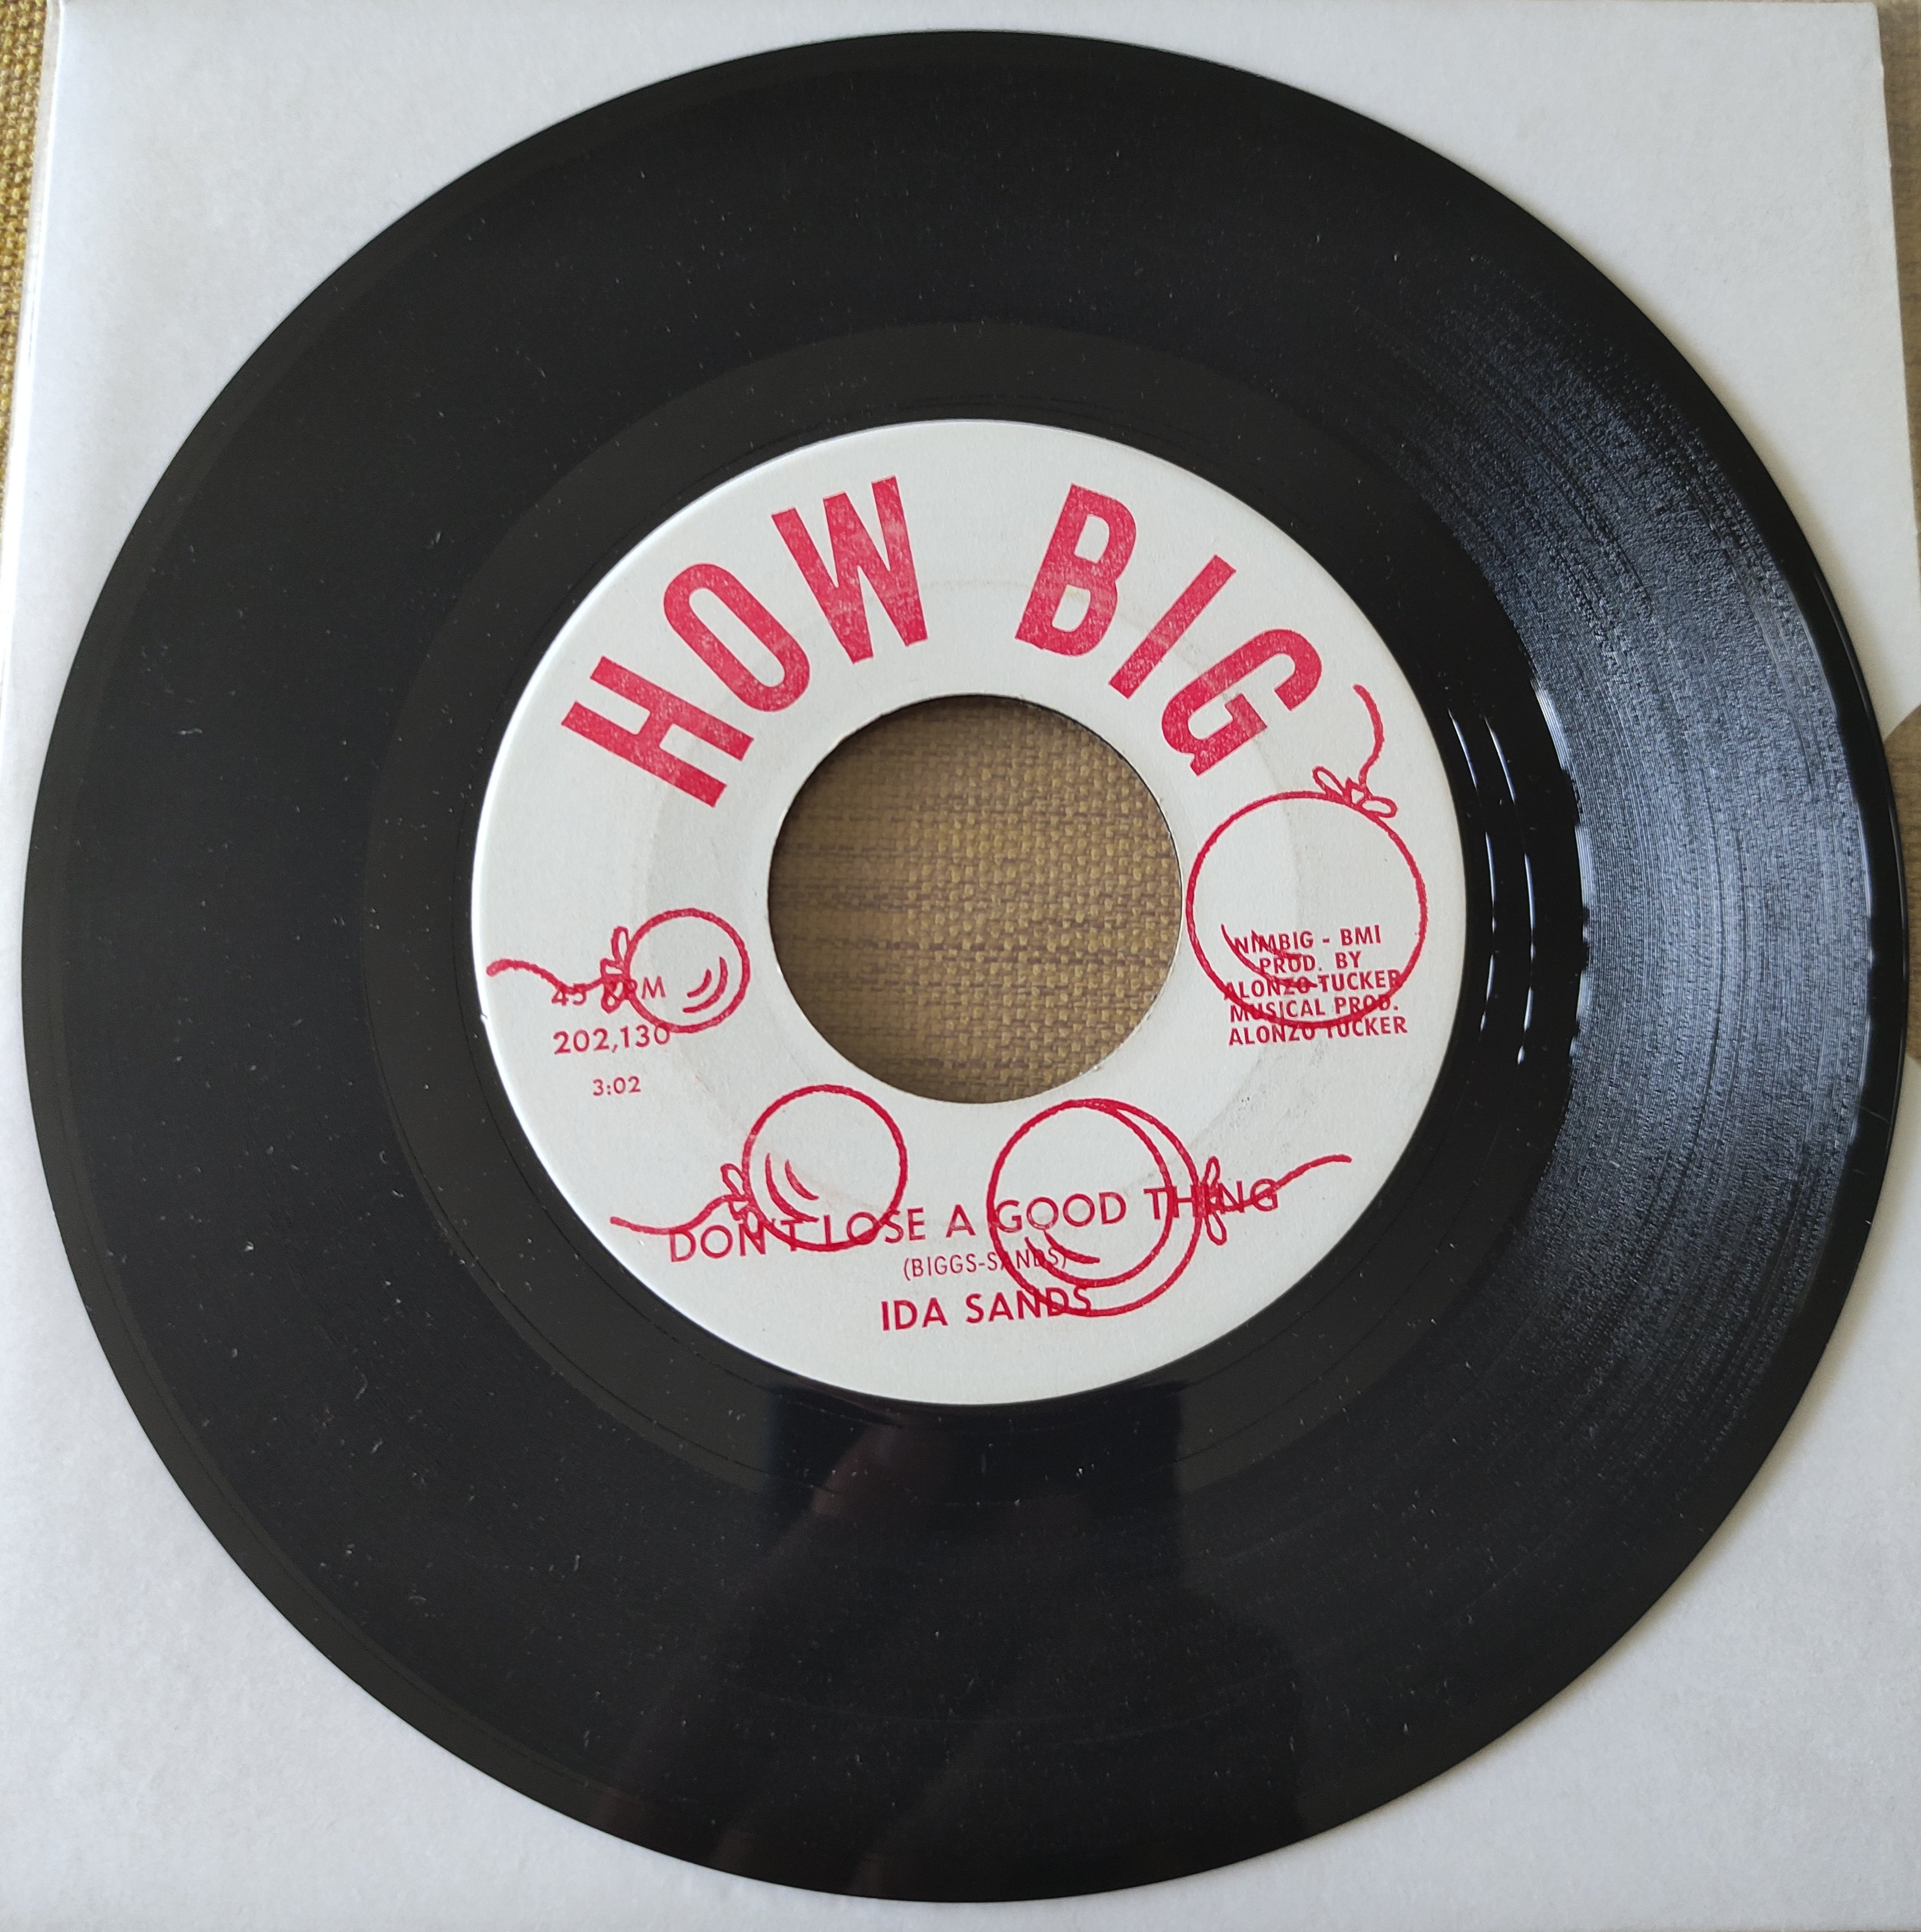 HOW BIG
45 RPM
202,130
3:02
WIMBIG - BMI
PROD. BY
ALONZO TUCKER
MUSICAL PROD.
ALONZO TUCKER
DON'T LOSE A GOOD THING
(BIGGS-SANDS)
IDA SANDS